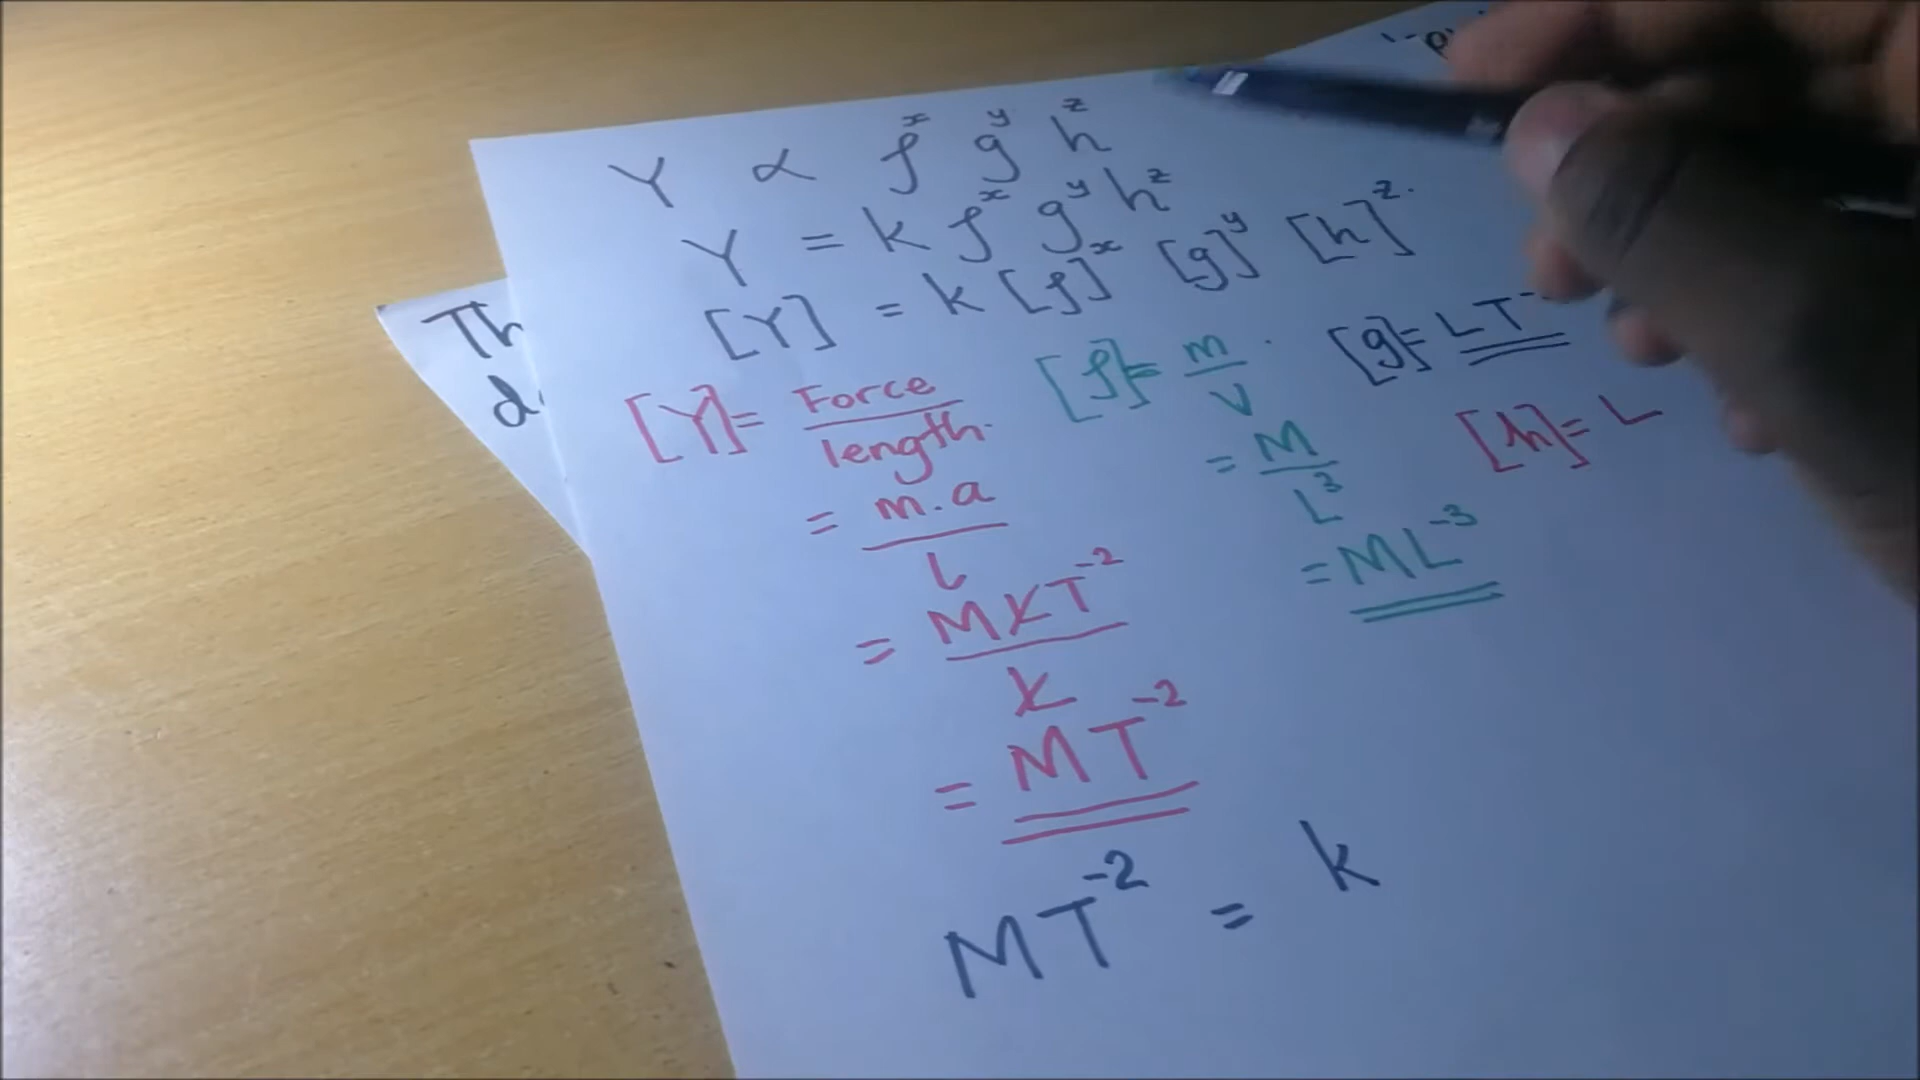 Y ∝ ρ^x g^y h^z
Y = k ρ^x g^y h^z
[Y] = k [ρ]^x [g]^y [h]^z.
Th
d
[Y] = Force / length.
= m.a / L
= MLT^-2 / L
= MT^-2
[ρ] = m / V
= M / L^3
= ML^-3
[g] = LT^-
[h] = L
MT^-2 = k